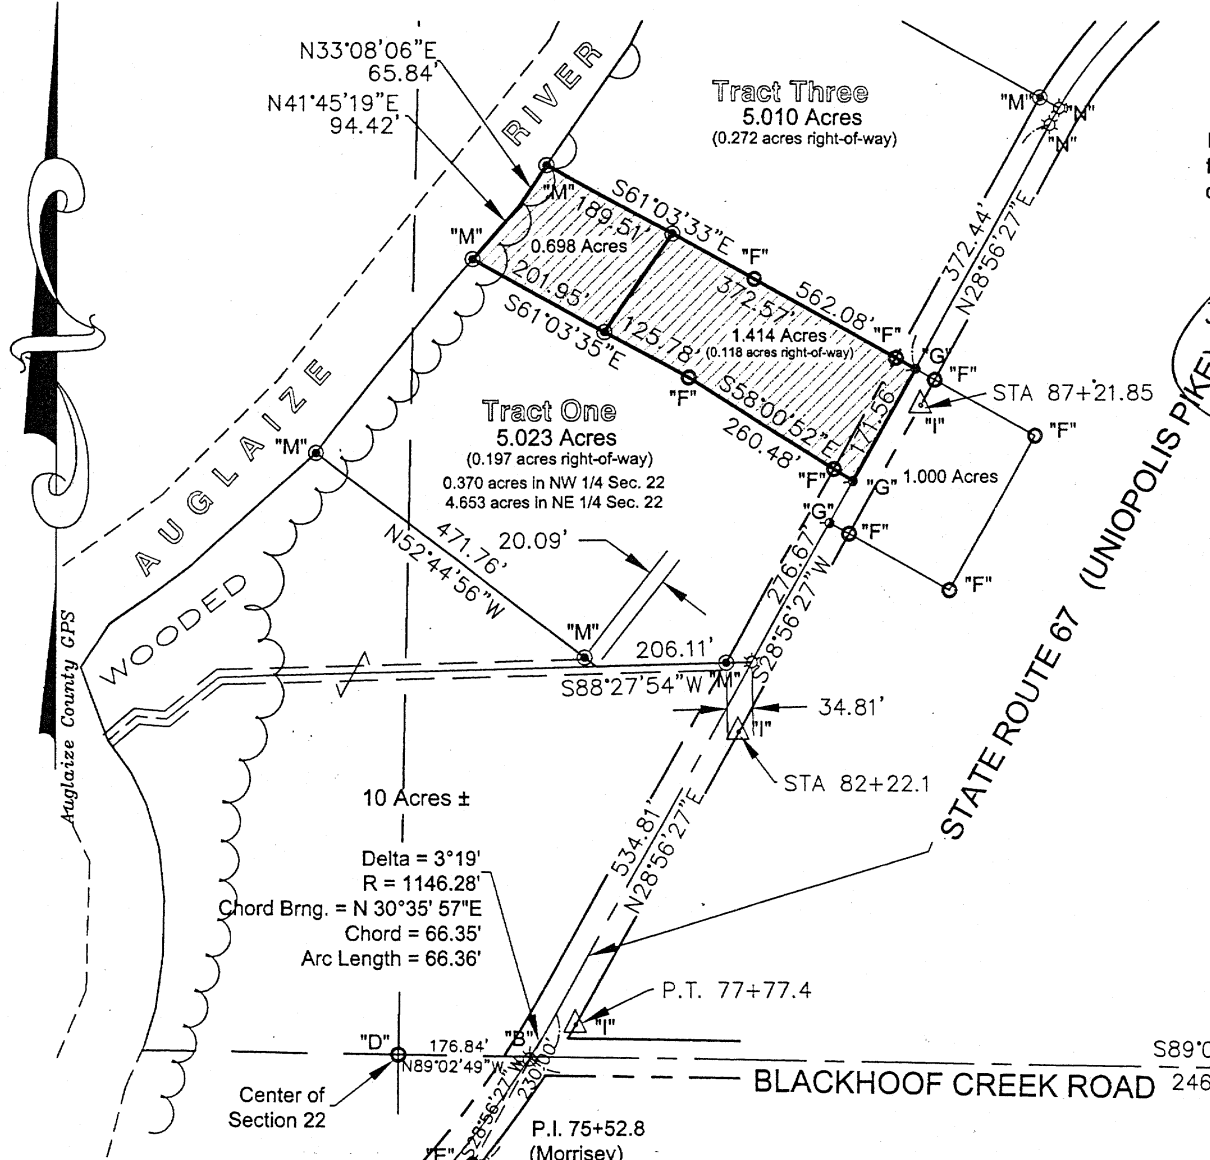 N33°08'06"E
65.84'
N41°45'19"E
94.42'
RIVER
Tract Three
5.010 Acres
(0.272 acres right-of-way)
"M"
"N"
"N"
"M"
S61°03'33"E
189.51'
"M"
0.698 Acres
201.95'
S61°03'35"E
"F"
372.57'
562.08'
372.44'
N28°56'27"E
1.414 Acres
(0.118 acres right-of-way)
125.78'
"F"
"G"
"F"
STA 87+21.85
"I"
"F"
S58°00'52"E
260.48'
171.56'
"F"
"F"
"G"
1.000 Acres
"G"
"F"
"F"
Tract One
5.023 Acres
(0.197 acres right-of-way)
0.370 acres in NW 1/4 Sec. 22
4.653 acres in NE 1/4 Sec. 22
"M"
AUGLAIZE
WOODED
471.76'
N52°44'56"W
20.09'
276.67'
S28°56'27"W
"M"
206.11'
S88°27'54"W
"M"
34.81'
"I"
STA 82+22.1
STATE ROUTE 67 (UNIOPOLIS PIKE)
Auglaize County GPS
10 Acres ±
534.81'
N28°56'27"E
Delta = 3°19'
R = 1146.28'
Chord Brng. = N 30°35' 57"E
Chord = 66.35'
Arc Length = 66.36'
P.T. 77+77.4
"I"
"D"
176.84'
"B"
N89°02'49"W
S28°56'27"W
230.00'
Center of
Section 22
BLACKHOOF CREEK ROAD
S89°0
246
P.I. 75+52.8
(Morrisey)
"E"